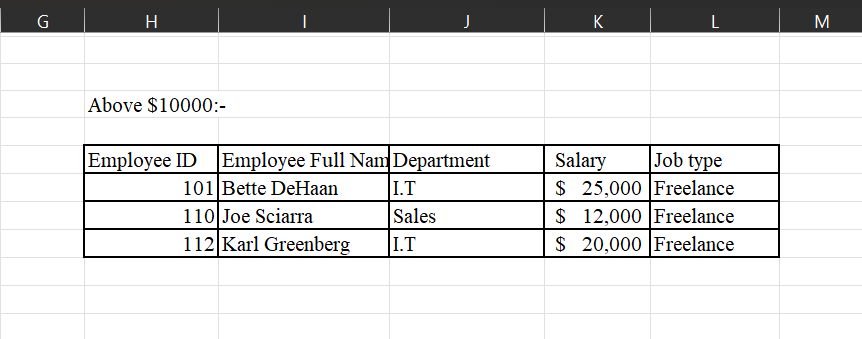 G H I J K L M
Above $10000:-
Employee ID Employee Full Nam Department Salary Job type
101 Bette DeHaan I.T $ 25,000 Freelance
110 Joe Sciarra Sales $ 12,000 Freelance
112 Karl Greenberg I.T $ 20,000 Freelance